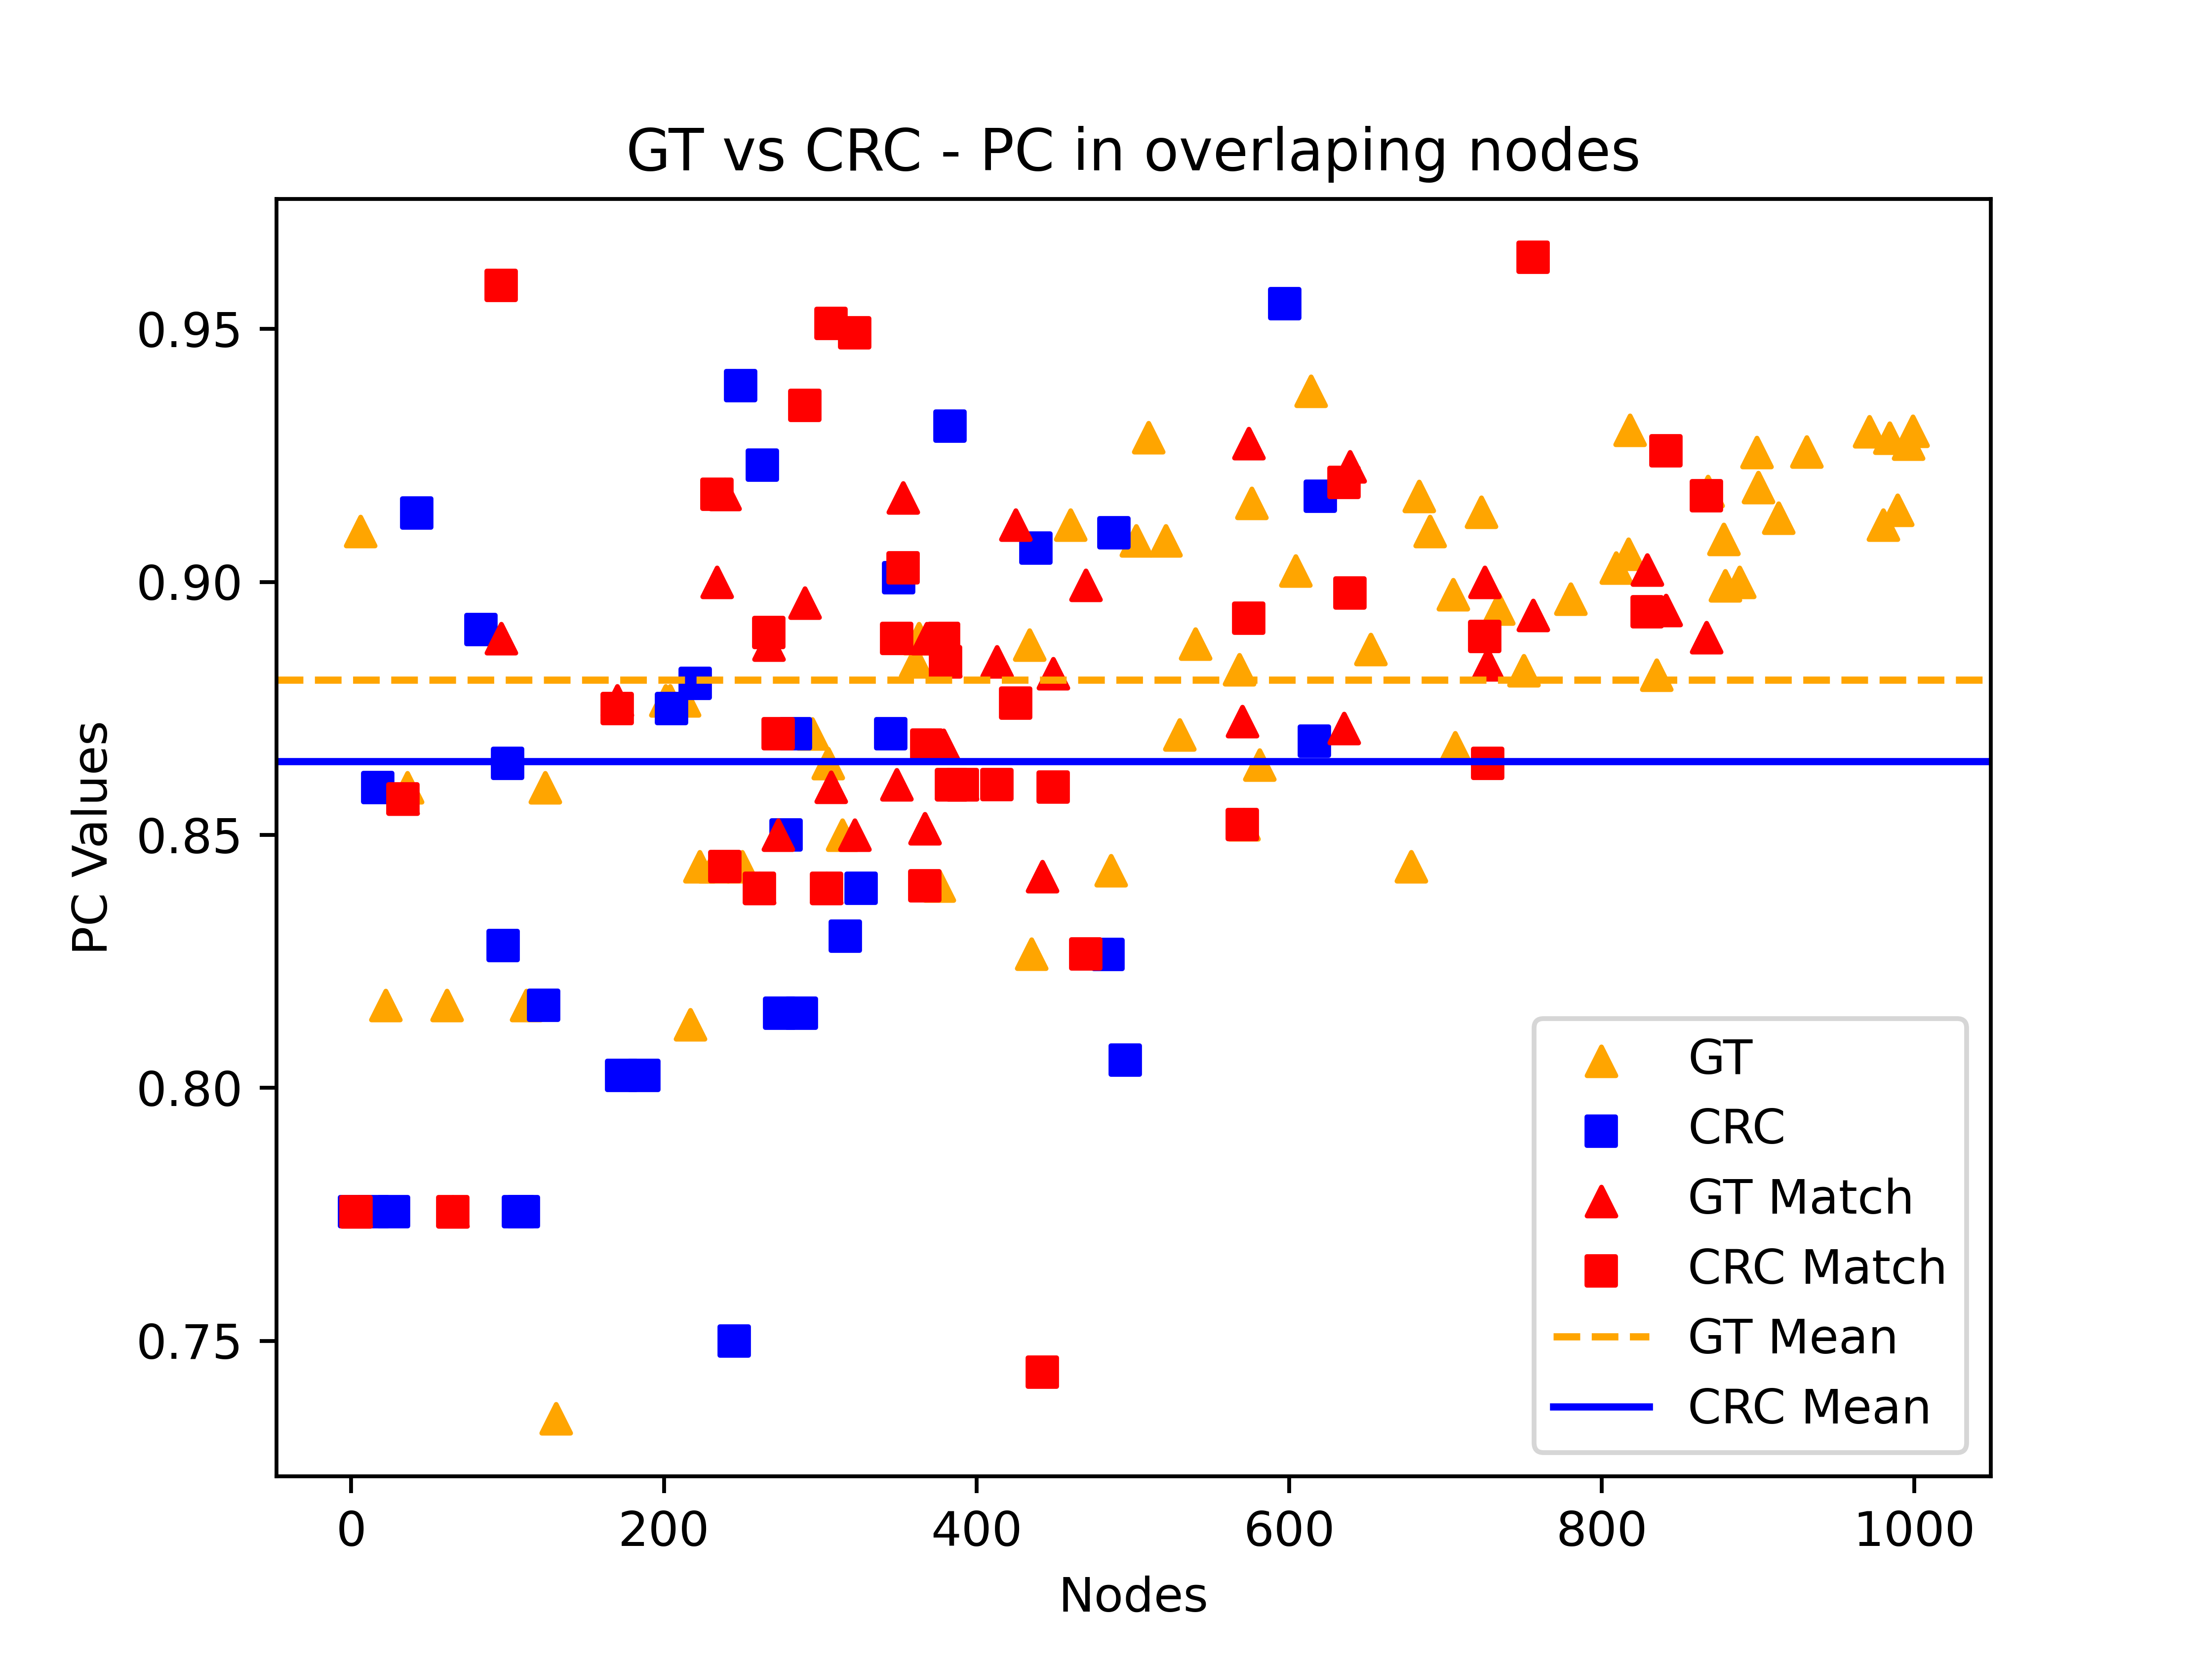 GT vs CRC - PC in overlaping nodes
PC Values
0.95
0.90
0.85
0.80
0.75
0 200 400 600 800 1000
Nodes
GT
CRC
GT Match
CRC Match
GT Mean
CRC Mean